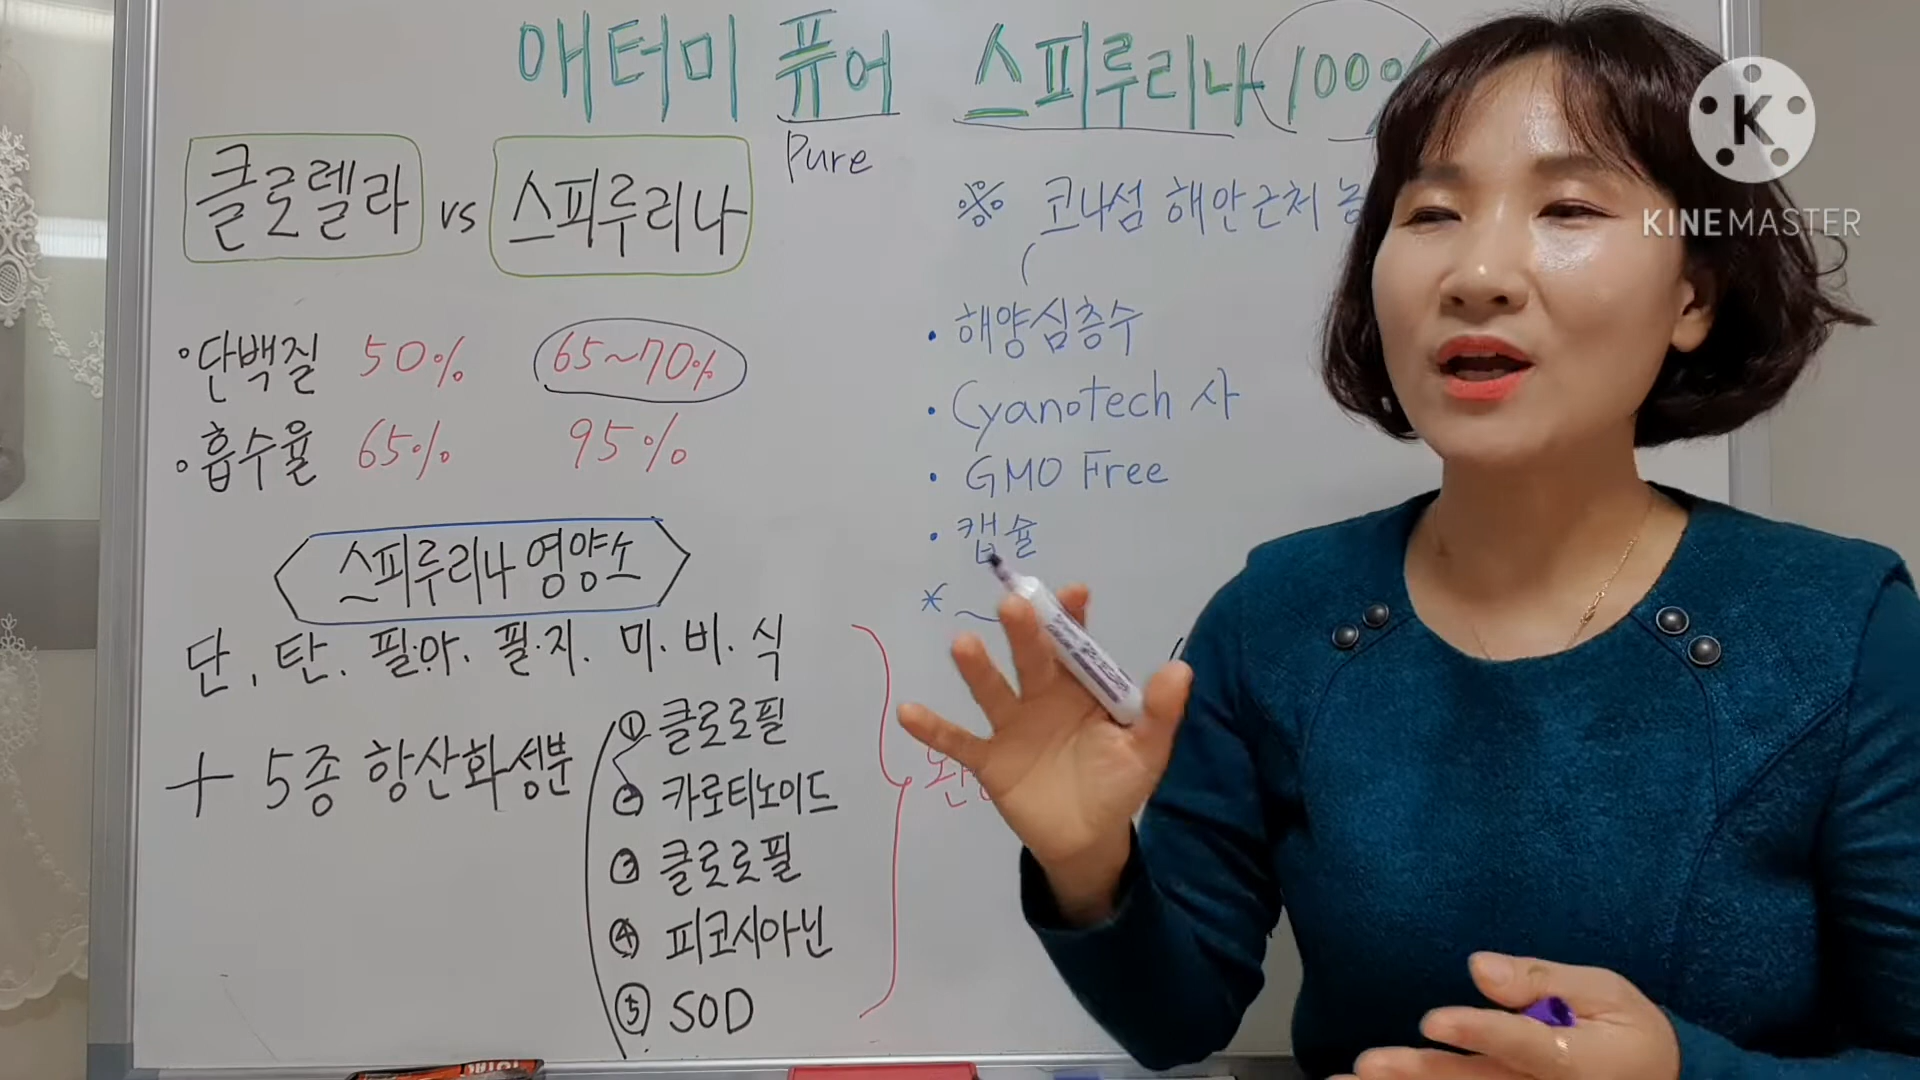 애터미 퓨어 스피루리나 100%
Pure
클로렐라 vs 스피루리나
•단백질 50% 65~70%
•흡수율 65% 95%
스피루리나 영양소
단, 탄. 필·아. 필·지. 미. 비. 식
+ 5종 항산화성분
① 클로로필
② 카로티노이드
③ 클로로필
④ 피코시아닌
⑤ SOD
※ 코나섬 해안근처
• 해양심층수
• Cyanotech 사
• GMO Free
• 캡슐
K
KINEMASTER